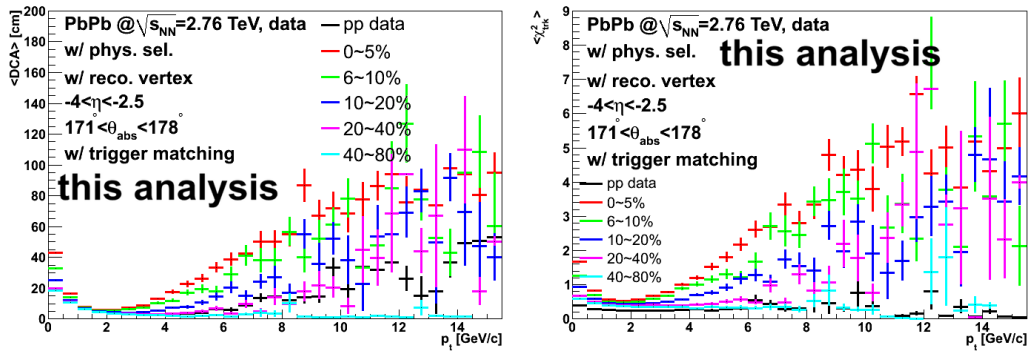 <DCA> [cm]
200
180
160
140
120
100
80
60
40
20
0
PbPb @√sNN=2.76 TeV, data
w/ phys. sel.
w/ reco. vertex
-4<η<-2.5
171°<θabs<178°
w/ trigger matching
this analysis
pp data
0~5%
6~10%
10~20%
20~40%
40~80%
0 2 4 6 8 10 12 14
pt [GeV/c]
<χ²trk>
9
8
7
6
5
4
3
2
1
0
PbPb @√sNN=2.76 TeV, data
w/ phys. sel.
this analysis
w/ reco. vertex
-4<η<-2.5
171°<θabs<178°
w/ trigger matching
pp data
0~5%
6~10%
10~20%
20~40%
40~80%
0 2 4 6 8 10 12 14
pt [GeV/c]